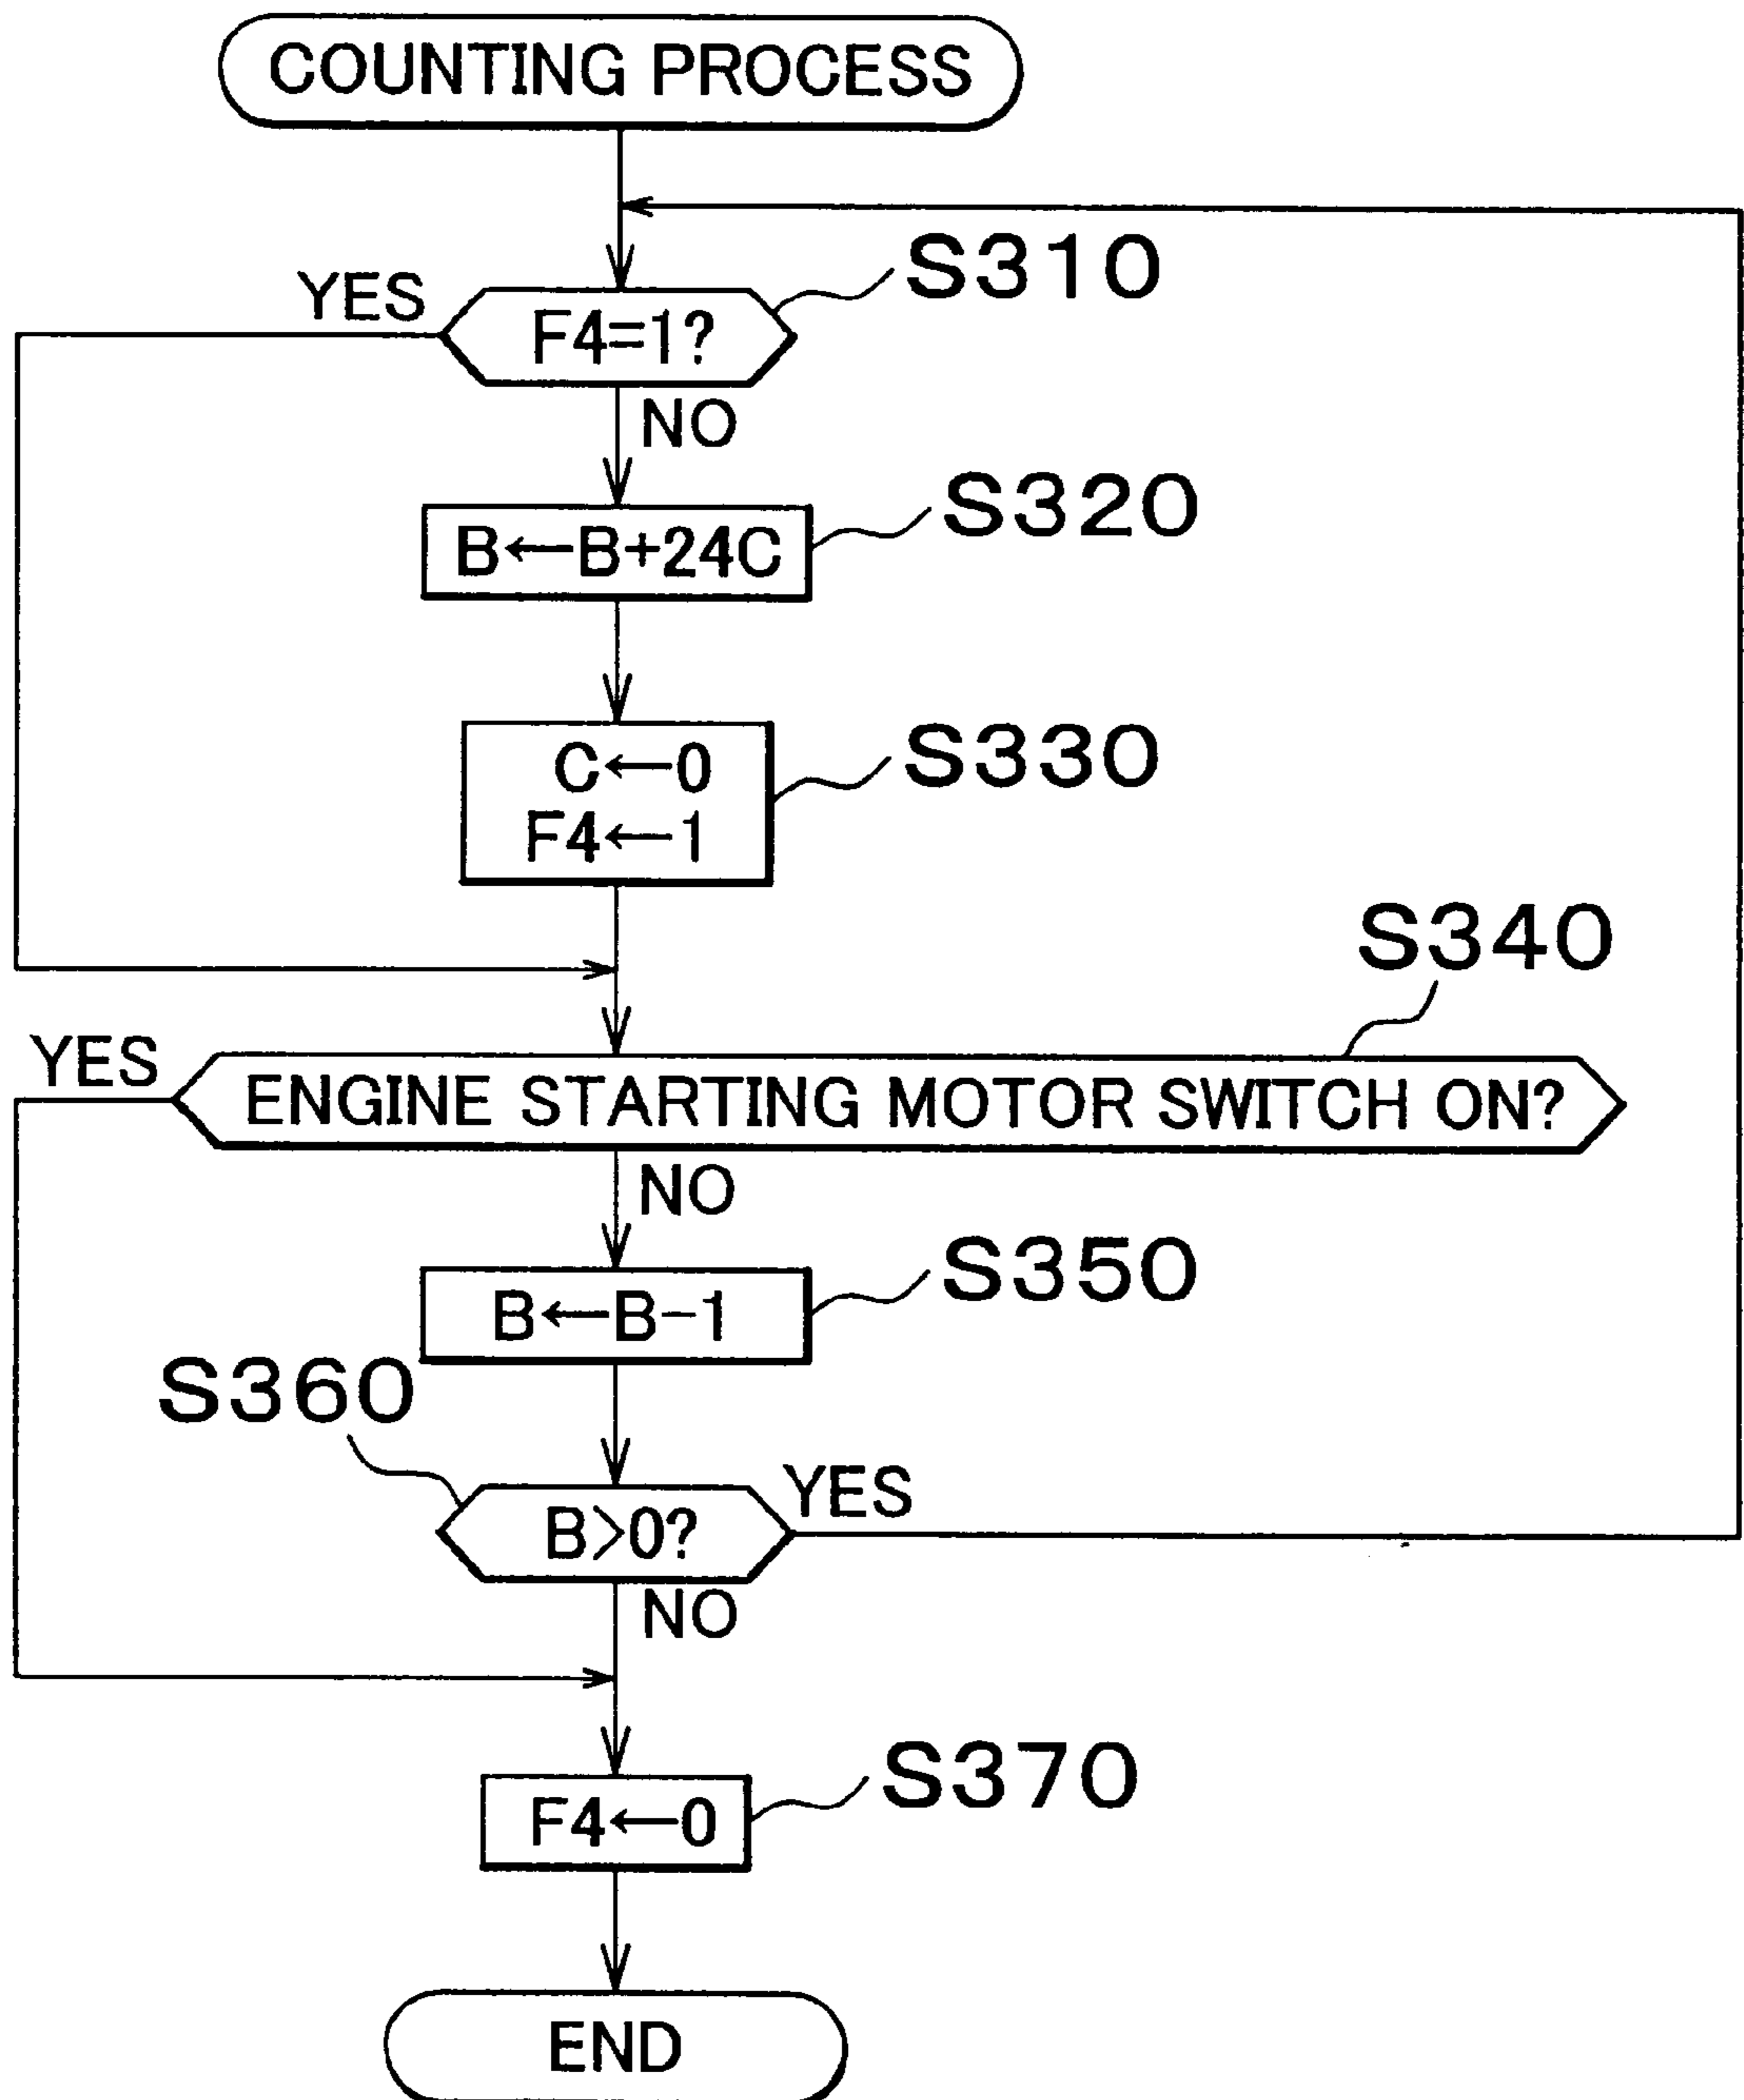 COUNTING PROCESS
S310
YES
F4=1?
NO
S320
B←B+24C
S330
C←0
F4←1
S340
YES
ENGINE STARTING MOTOR SWITCH ON?
NO
S350
B←B−1
S360
YES
B>0?
NO
S370
F4←0
END